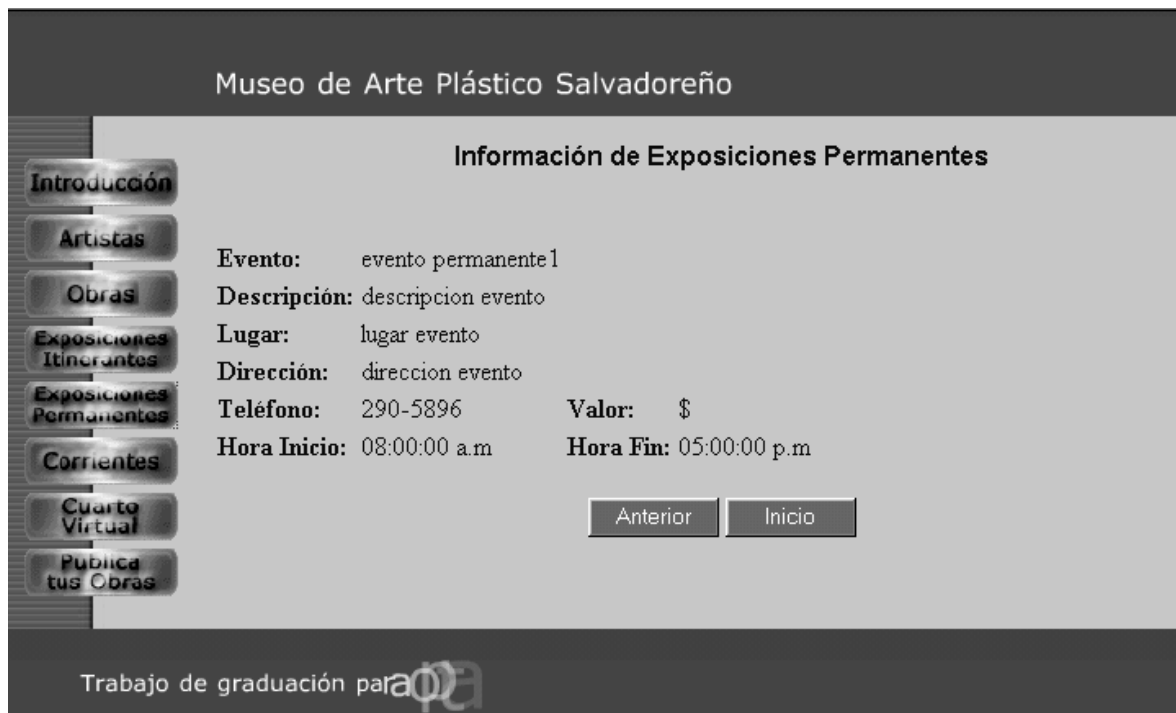 Museo de Arte Plástico Salvadoreño
Información de Exposiciones Permanentes
Introducción
Artistas
Obras
Exposiciones
Itinerantes
Exposiciones
Permanentes
Corrientes
Cuarto
Virtual
Publica
tus Obras
Evento: evento permanente1
Descripción: descripcion evento
Lugar: lugar evento
Dirección: direccion evento
Teléfono: 290-5896 Valor: $
Hora Inicio: 08:00:00 a.m Hora Fin: 05:00:00 p.m
Anterior Inicio
Trabajo de graduación para